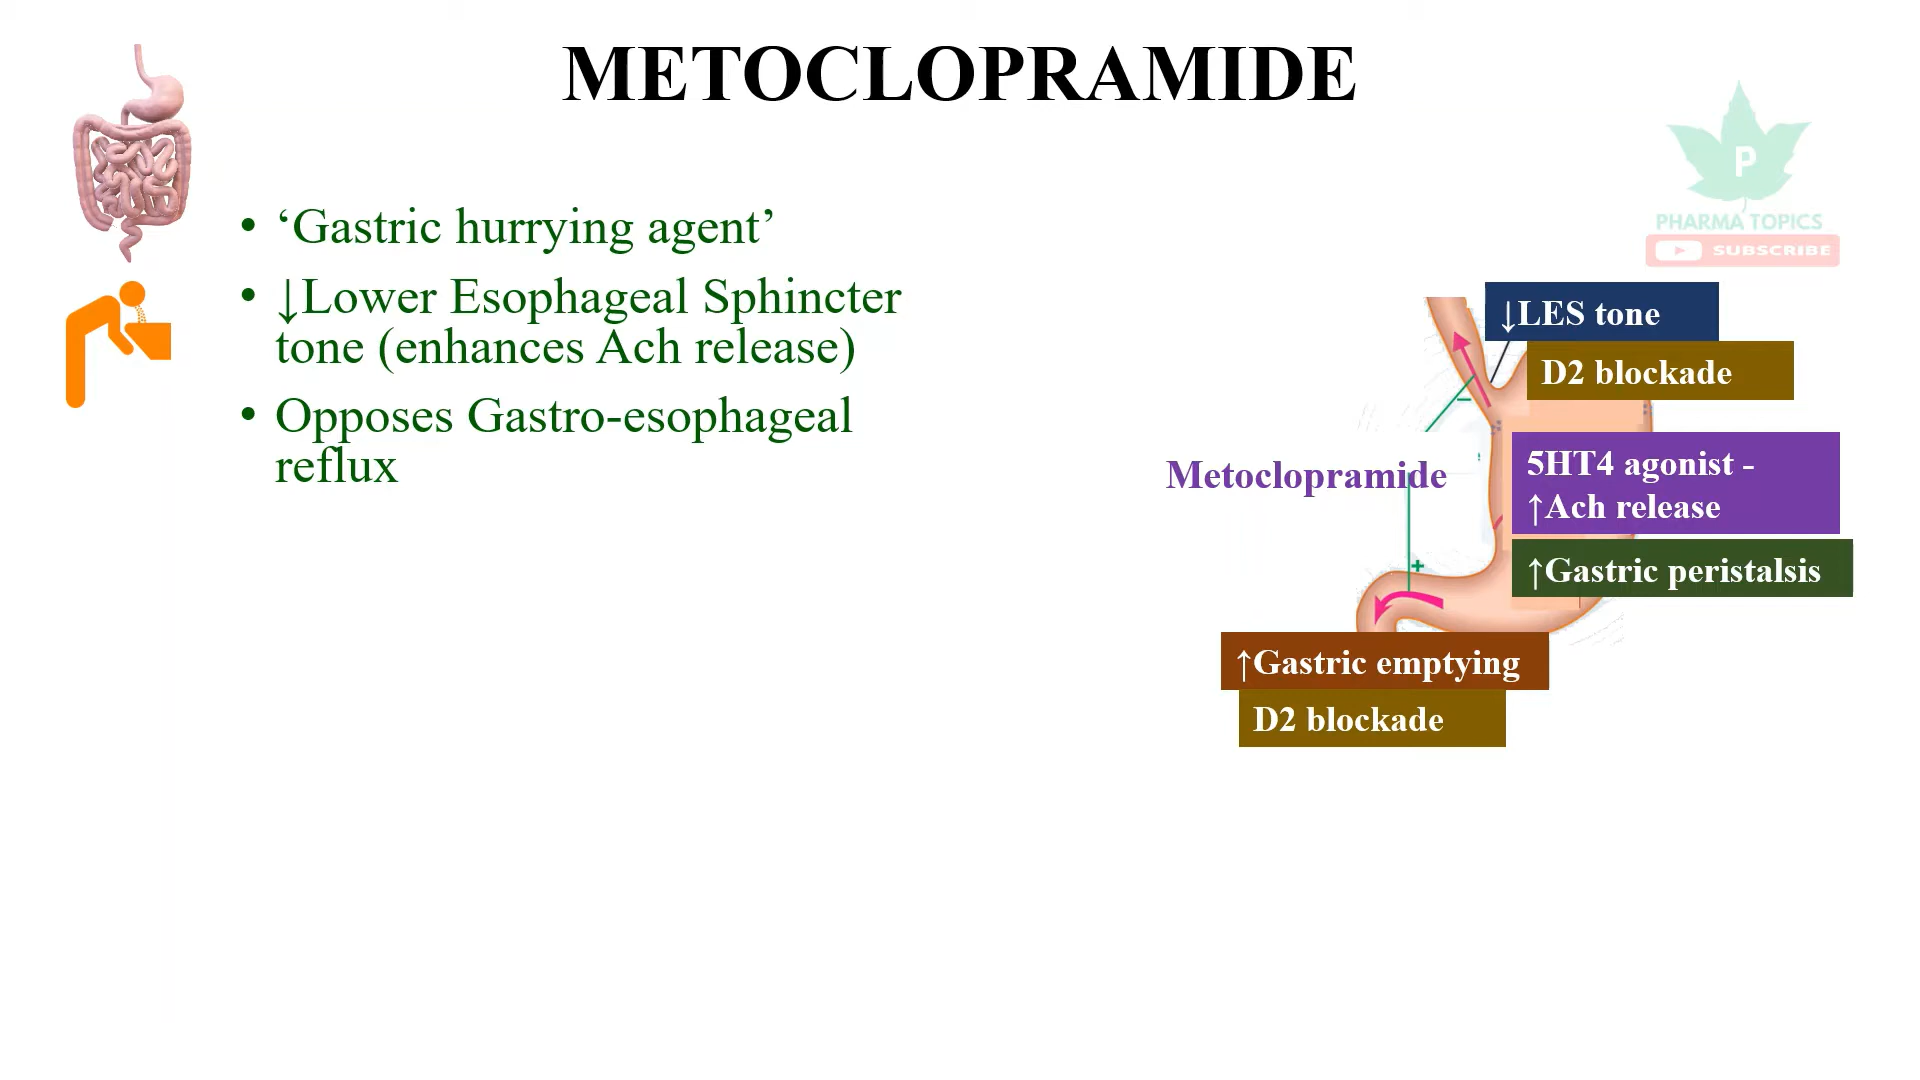 METOCLOPRAMIDE
P
PHARMA TOPICS
SUBSCRIBE
• ‘Gastric hurrying agent’
• ↓Lower Esophageal Sphincter
tone (enhances Ach release)
• Opposes Gastro-esophageal
reflux
↓LES tone
D2 blockade
Metoclopramide
5HT4 agonist -
↑Ach release
↑Gastric peristalsis
↑Gastric emptying
D2 blockade